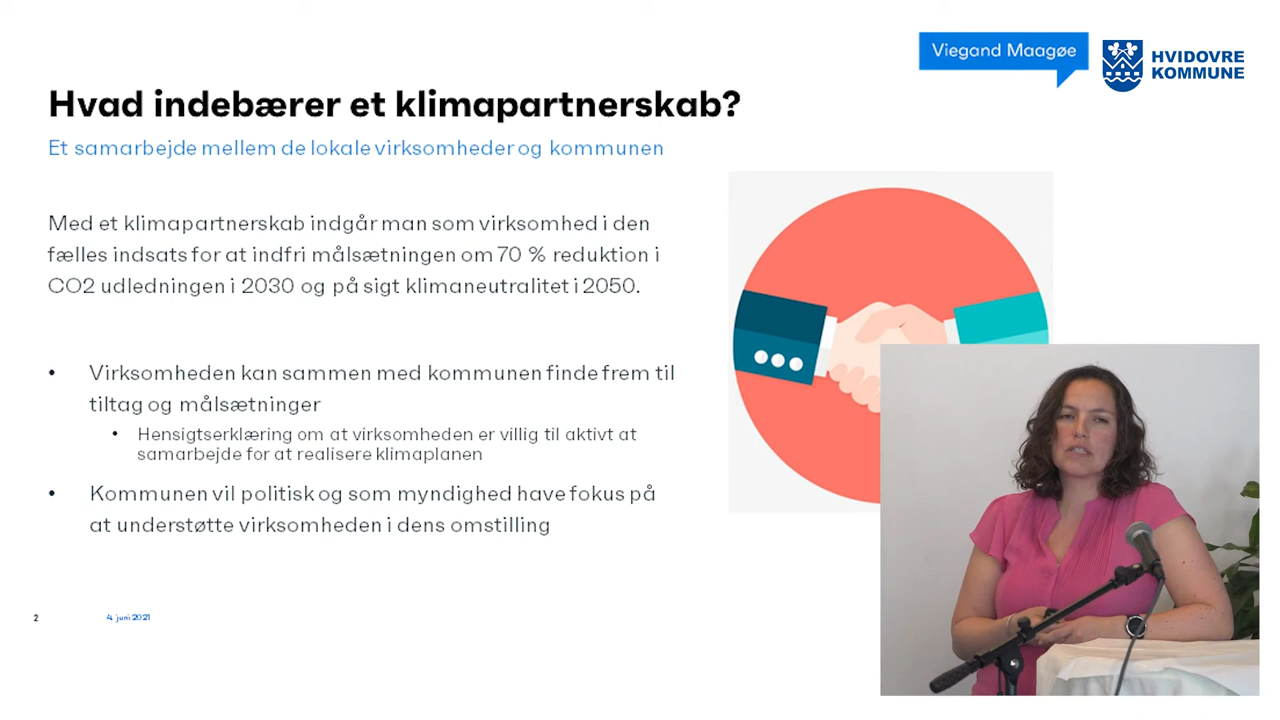 Viegand Maagøe
HVIDOVRE
KOMMUNE
Hvad indebærer et klimapartnerskab?
Et samarbejde mellem de lokale virksomheder og kommunen
Med et klimapartnerskab indgår man som virksomhed i den
fælles indsats for at indfri målsætningen om 70 % reduktion i
CO2 udledningen i 2030 og på sigt klimaneutralitet i 2050.
• Virksomheden kan sammen med kommunen finde frem til
tiltag og målsætninger
• Hensigtserklæring om at virksomheden er villig til aktivt at
samarbejde for at realisere klimaplanen
• Kommunen vil politisk og som myndighed have fokus på
at understøtte virksomheden i dens omstilling
2
4. juni 2021